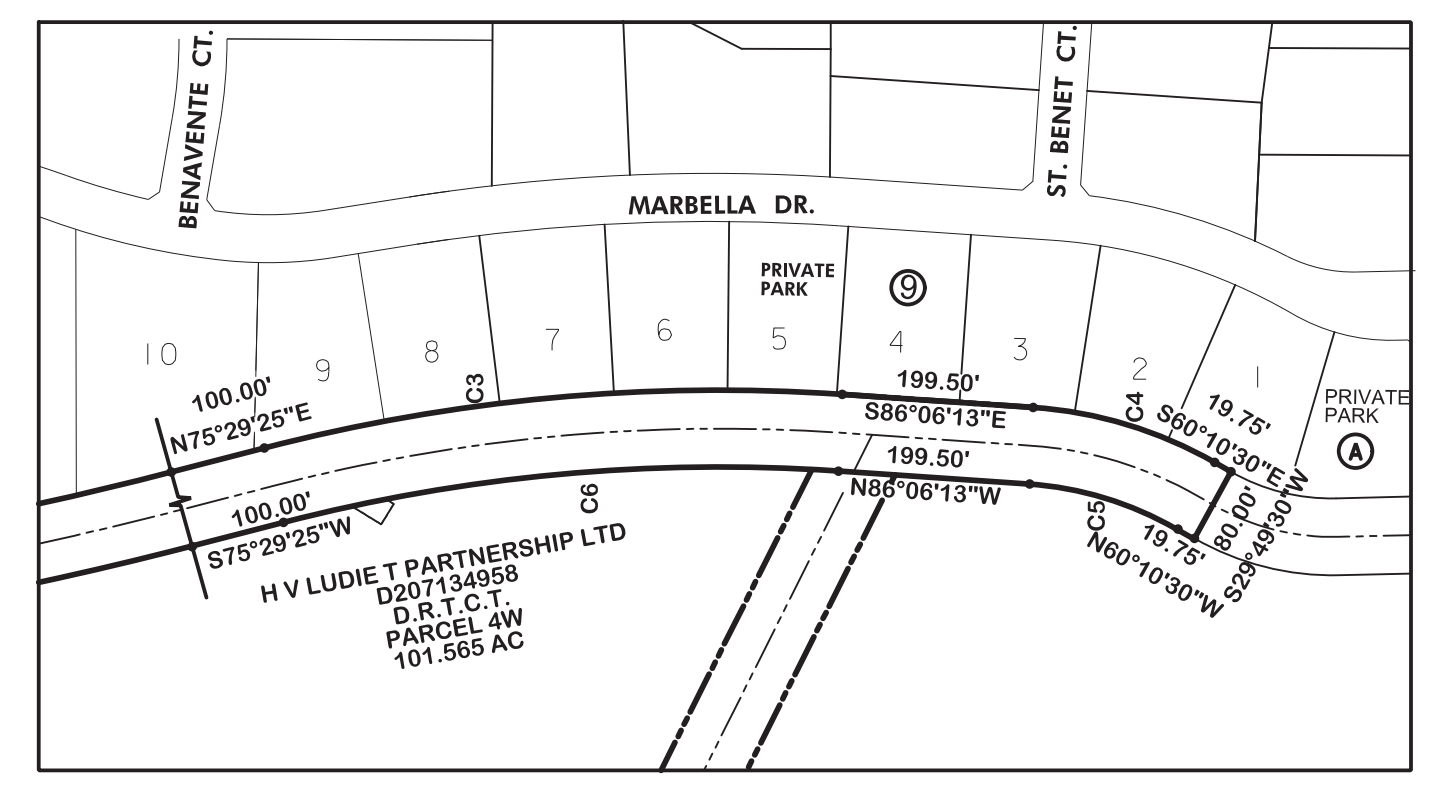 BENAVENTE CT.
ST. BENET CT.
MARBELLA DR.
PRIVATE
PARK
9
10
9
8
7
6
5
4
3
2
1
PRIVATE
PARK
A
100.00'
N75°29'25"E
C3
199.50'
S86°06'13"E
C4
19.75'
S60°10'30"E
100.00'
S75°29'25"W
C6
199.50'
N86°06'13"W
C5
19.75'
N60°10'30"W
80.00'
S29°49'30"W
H V LUDIE T PARTNERSHIP LTD
D207134958
D.R.T.C.T.
PARCEL 4W
101.565 AC